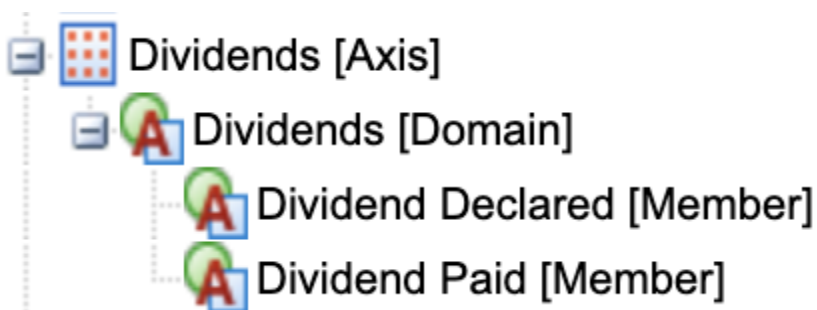 Dividends [Axis]
Dividends [Domain]
Dividend Declared [Member]
Dividend Paid [Member]